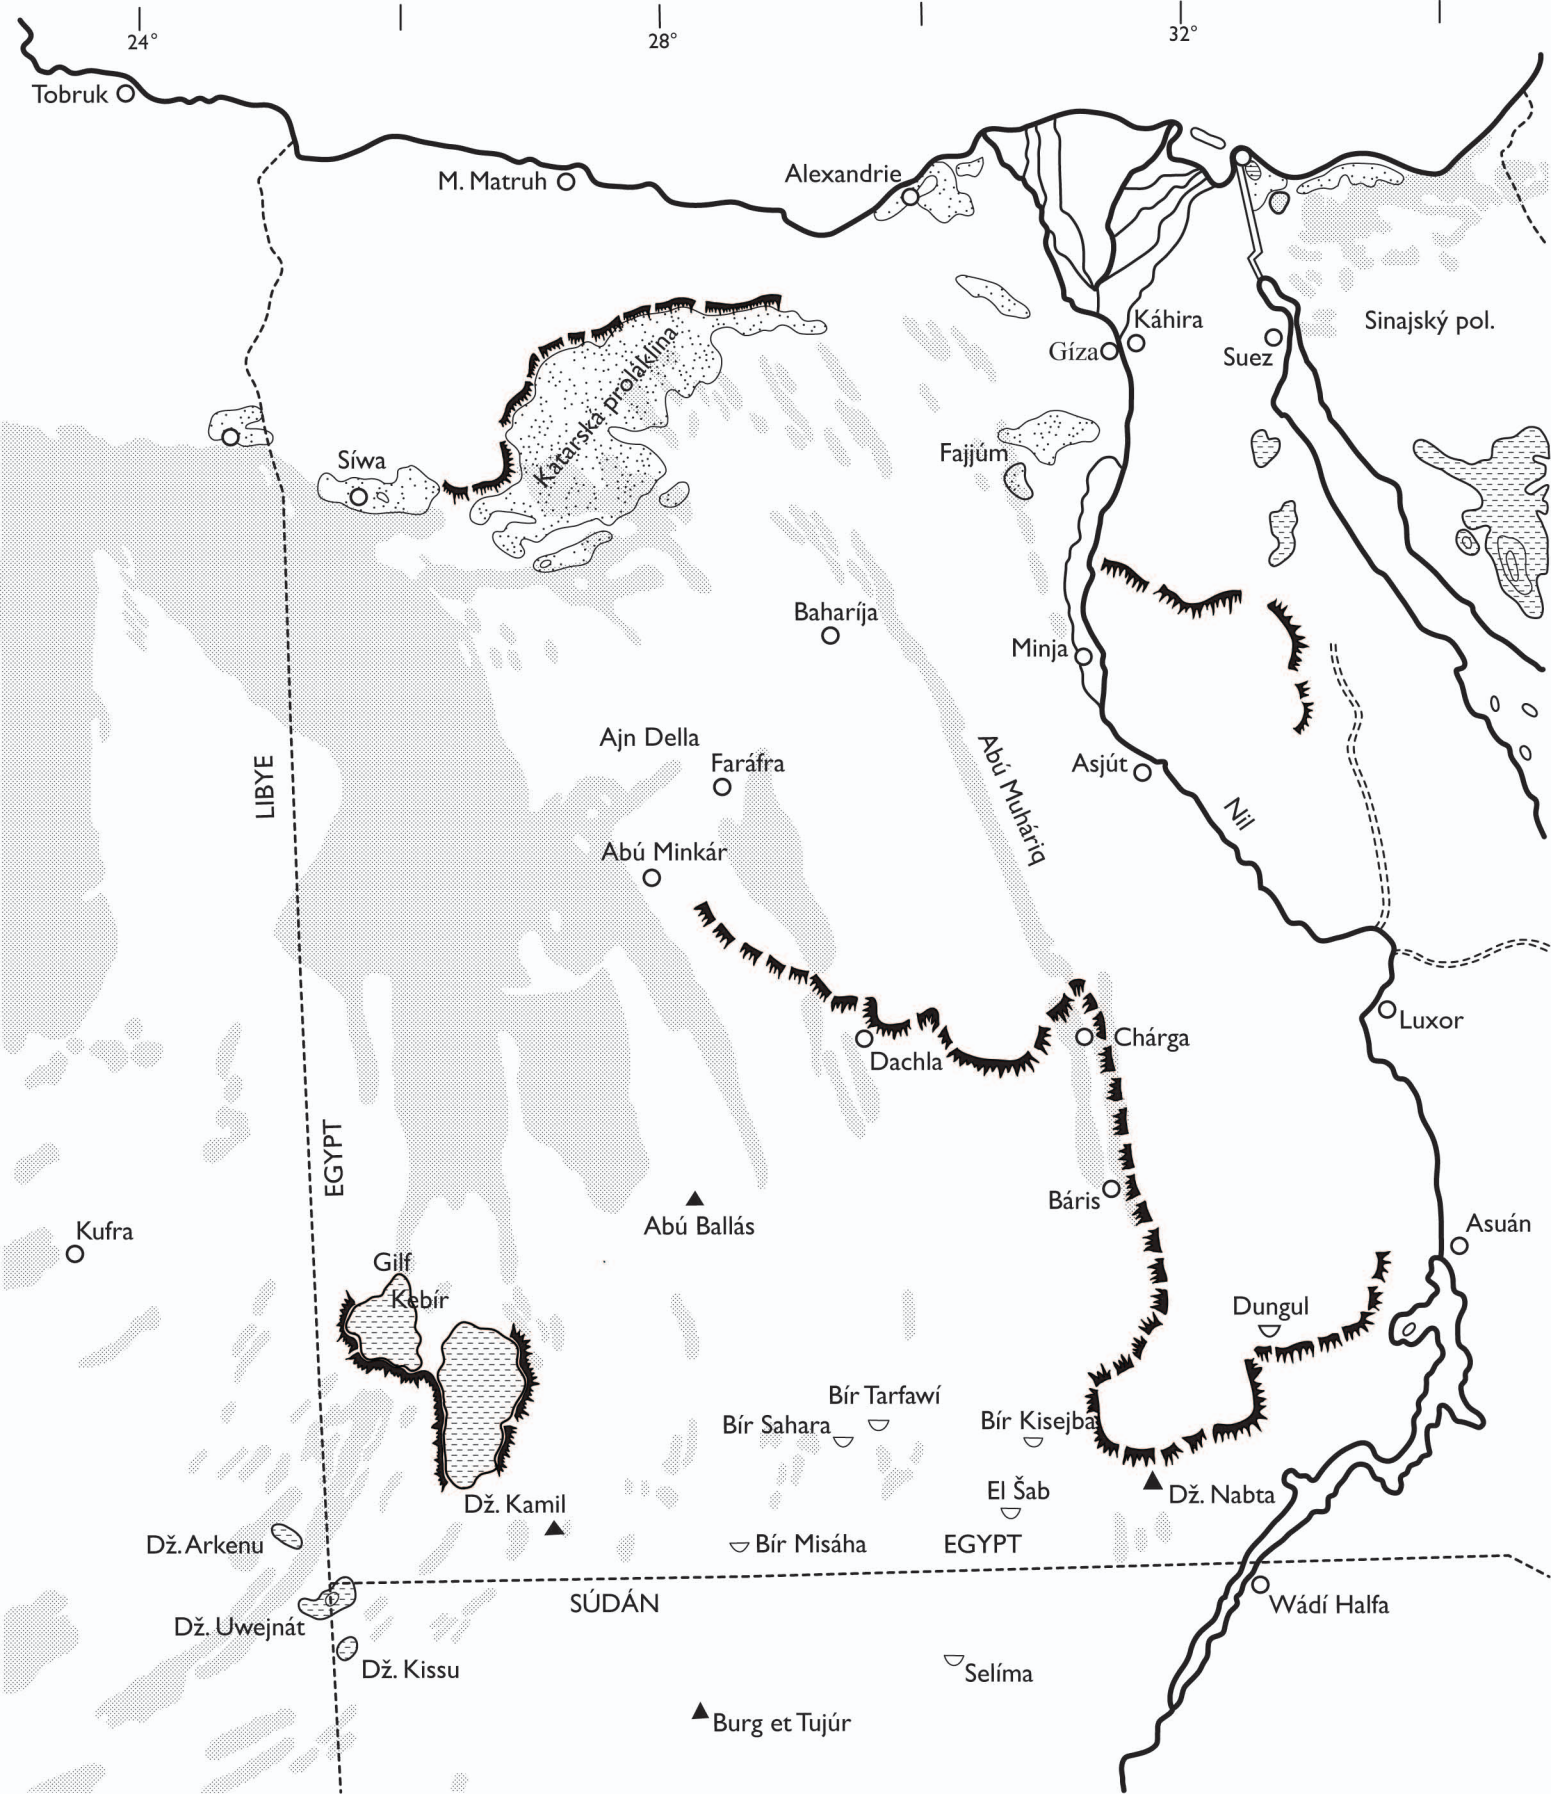 24°
28°
32°
Tobruk
M. Matruh
Alexandrie
Káhira
Gíza
Suez
Sinajský pol.
Katarská proláklina
Síwa
Fajjúm
Baharíja
Minja
Ajn Della
Faráfra
Abú Muháriq
Asjút
Nil
LIBYE
Abú Minkár
Luxor
Chárga
Dachla
EGYPT
Báris
Abú Ballás
Kufra
Asuán
Gilf
Kebír
Dungul
Bír Tarfawí
Bír Sahara
Bír Kisejba
El Šab
Dž. Nabta
Dž. Kamil
Dž. Arkenu
Bír Misáha
EGYPT
SÚDÁN
Wádí Halfa
Dž. Uwejnát
Dž. Kissu
Selíma
Burg et Tujúr